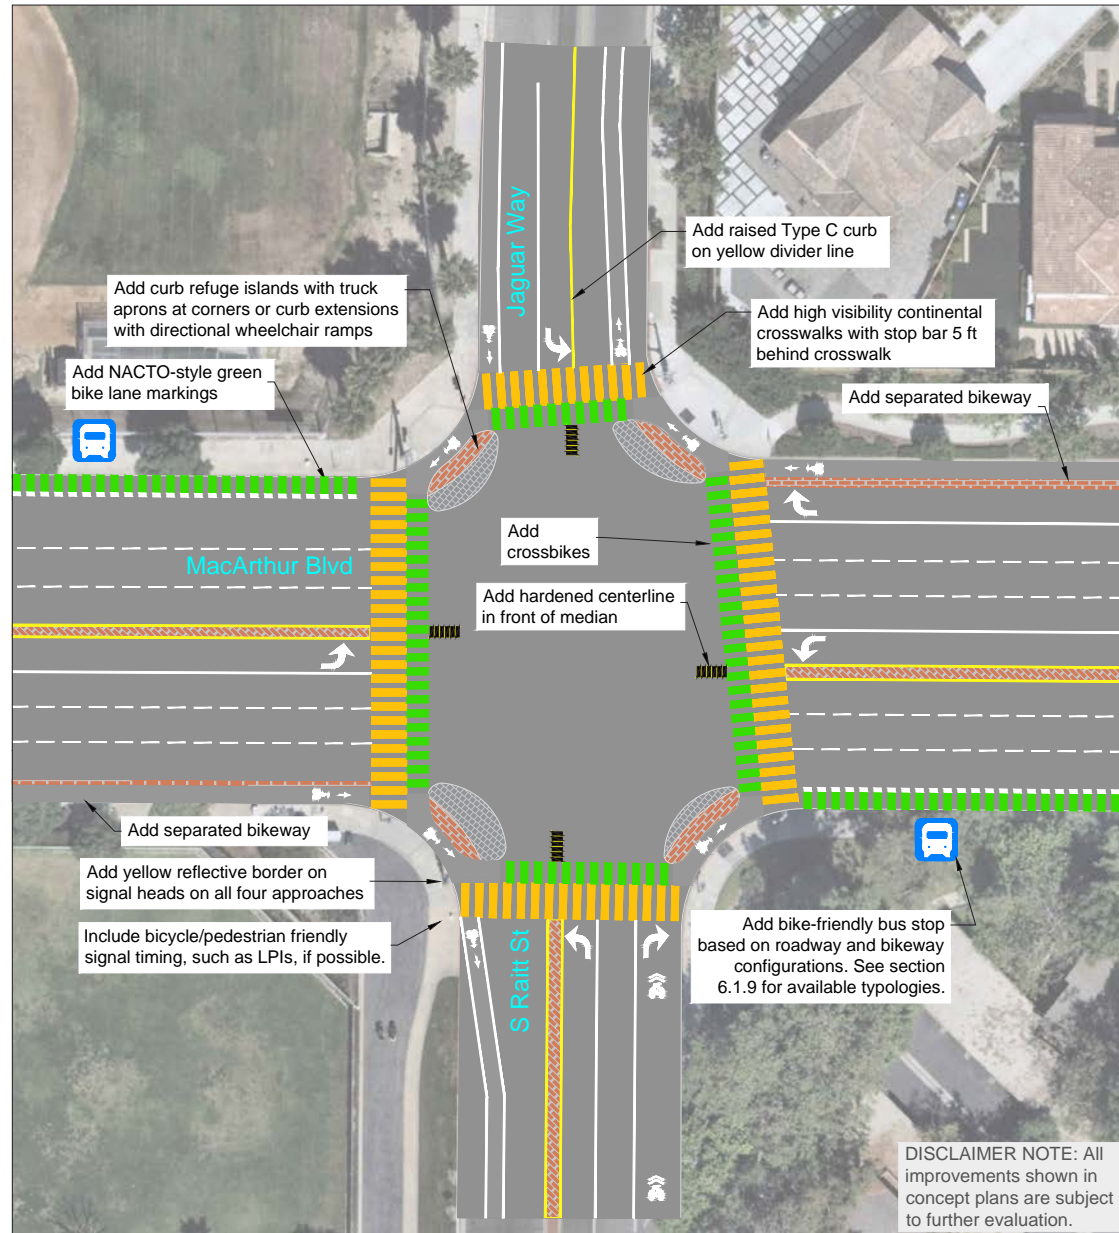 Jaguar Way
Add raised Type C curb
on yellow divider line
Add curb refuge islands with truck
aprons at corners or curb extensions
with directional wheelchair ramps
Add high visibility continental
crosswalks with stop bar 5 ft
behind crosswalk
Add NACTO-style green
bike lane markings
Add separated bikeway
Add
crossbikes
MacArthur Blvd
Add hardened centerline
in front of median
Add separated bikeway
Add yellow reflective border on
signal heads on all four approaches
Include bicycle/pedestrian friendly
signal timing, such as LPIs, if possible.
S Raitt St
Add bike-friendly bus stop
based on roadway and bikeway
configurations. See section
6.1.9 for available typologies.
DISCLAIMER NOTE: All
improvements shown in
concept plans are subject
to further evaluation.